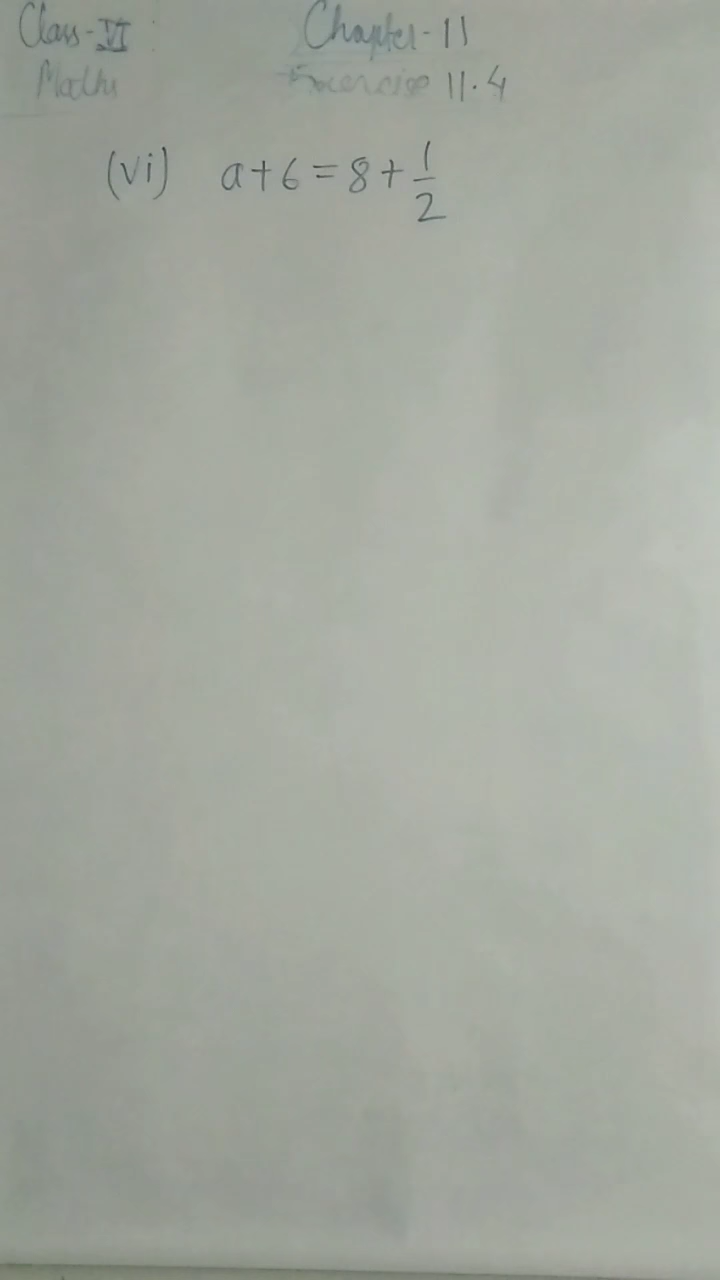 Class-VI Chapter-11
Maths Exercise 11.4
(vi) a+6=8+1/2